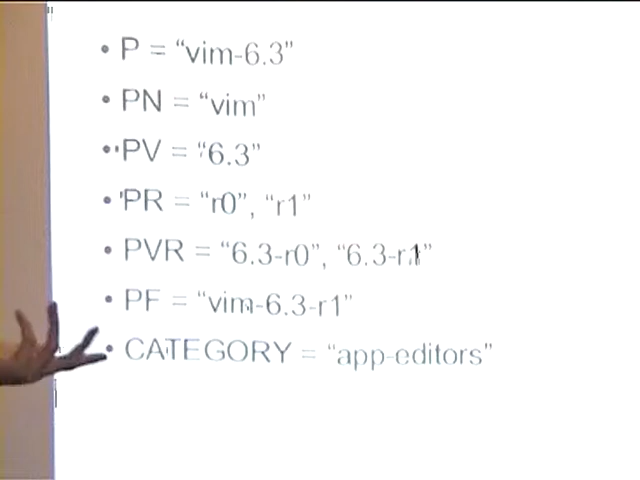 • P = “vim-6.3”
• PN = “vim”
• PV = “6.3”
• PR = “r0”, “r1”
• PVR = “6.3-r0”, “6.3-r1”
• PF = “vim-6.3-r1”
• CATEGORY = “app-editors”